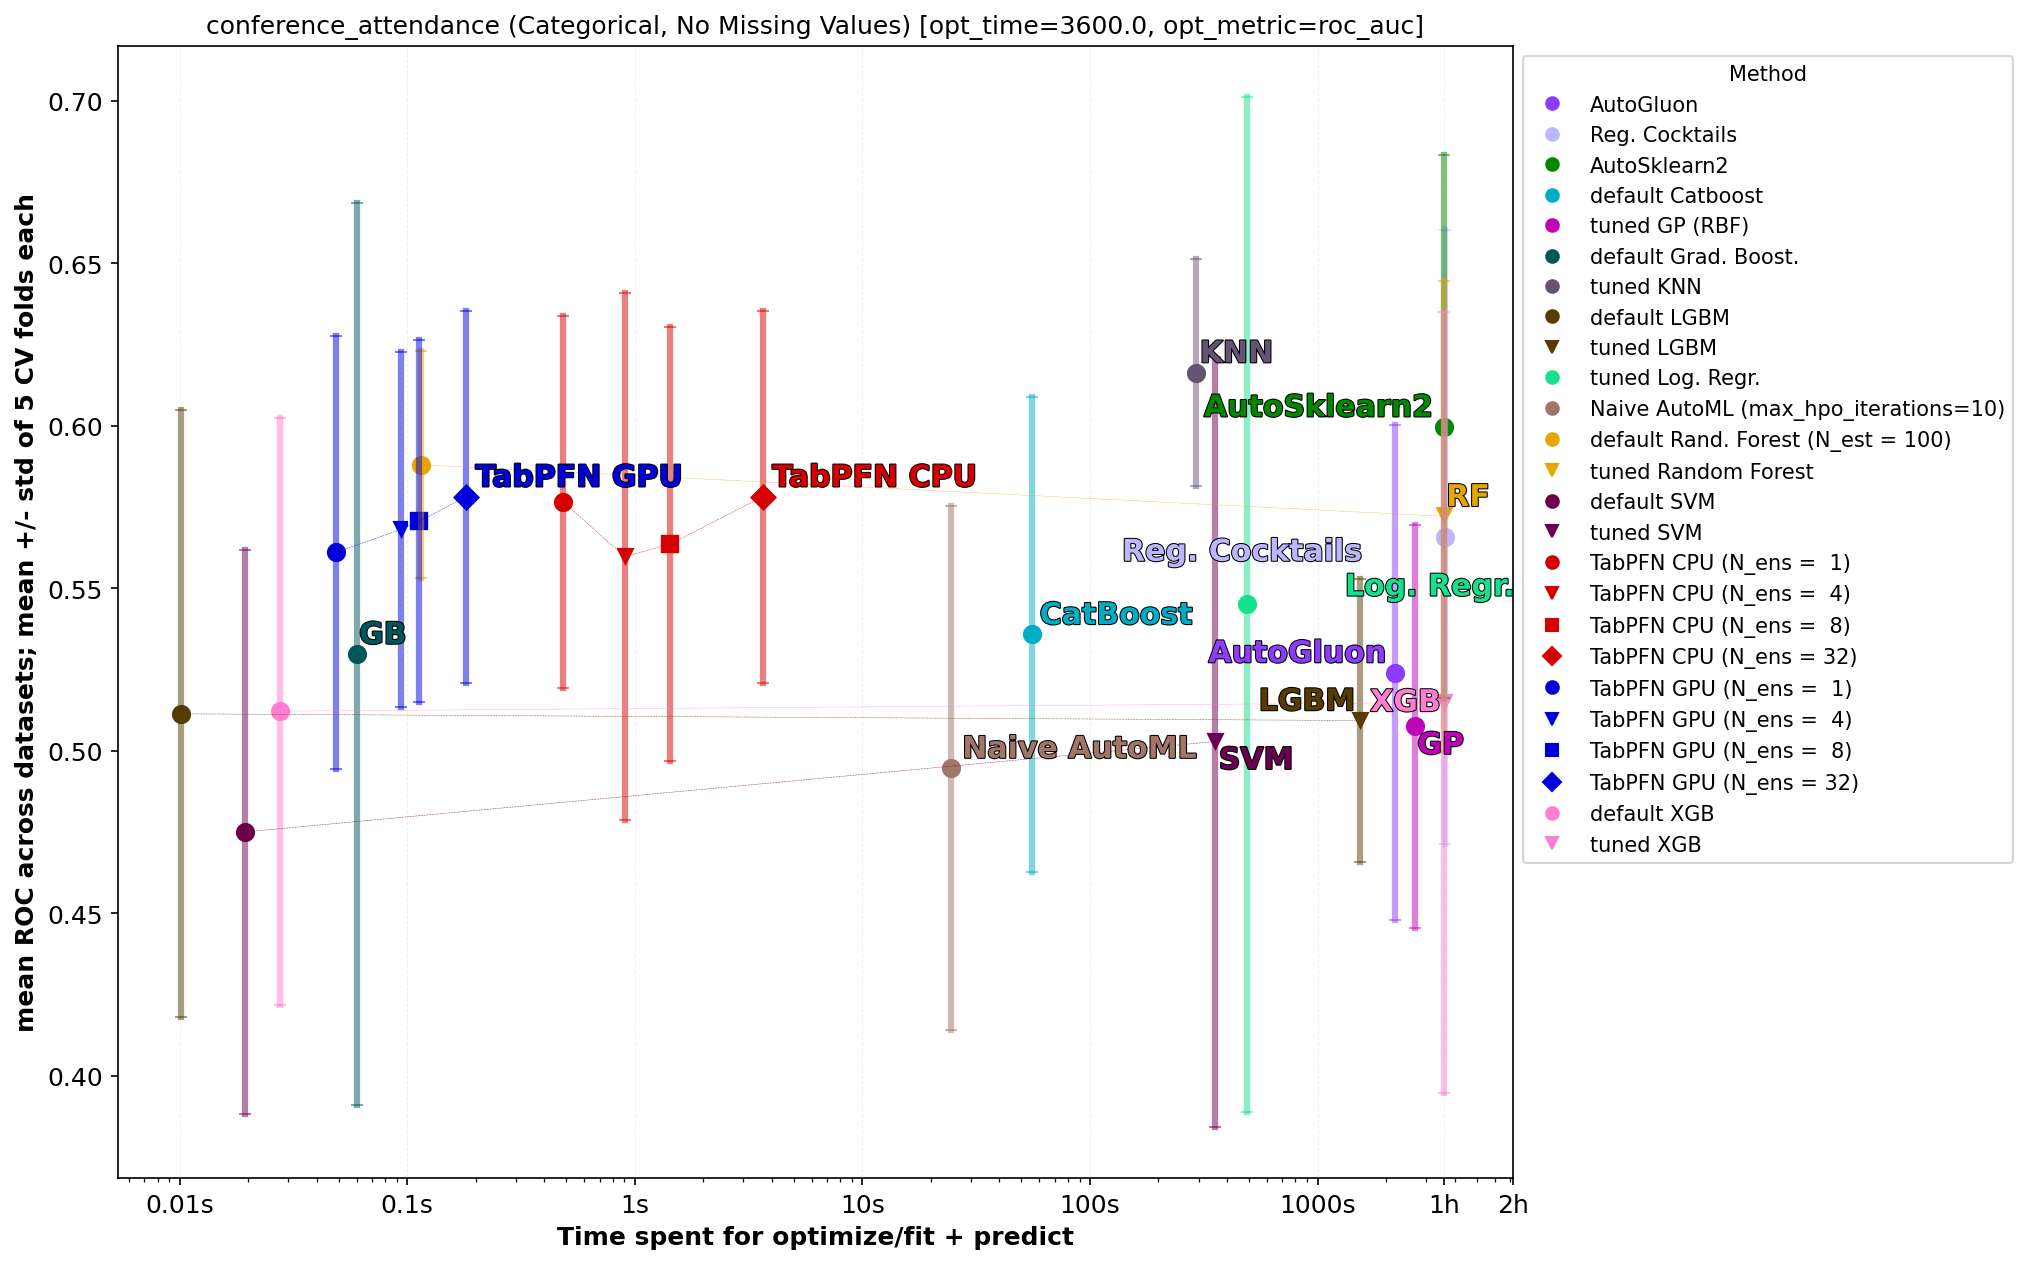 conference_attendance (Categorical, No Missing Values) [opt_time=3600.0, opt_metric=roc_auc]
mean ROC across datasets; mean +/- std of 5 CV folds each
0.70
0.65
0.60
0.55
0.50
0.45
0.40
KNN
AutoSklearn2
TabPFN GPU
TabPFN CPU
RF
Reg. Cocktails
Log. Regr.
CatBoost
GB
AutoGluon
LGBM
XGB
Naive AutoML
SVM
GP
0.01s
0.1s
1s
10s
100s
1000s
1h
2h
Time spent for optimize/fit + predict
Method
AutoGluon
Reg. Cocktails
AutoSklearn2
default Catboost
tuned GP (RBF)
default Grad. Boost.
tuned KNN
default LGBM
tuned LGBM
tuned Log. Regr.
Naive AutoML (max_hpo_iterations=10)
default Rand. Forest (N_est = 100)
tuned Random Forest
default SVM
tuned SVM
TabPFN CPU (N_ens =  1)
TabPFN CPU (N_ens =  4)
TabPFN CPU (N_ens =  8)
TabPFN CPU (N_ens = 32)
TabPFN GPU (N_ens =  1)
TabPFN GPU (N_ens =  4)
TabPFN GPU (N_ens =  8)
TabPFN GPU (N_ens = 32)
default XGB
tuned XGB